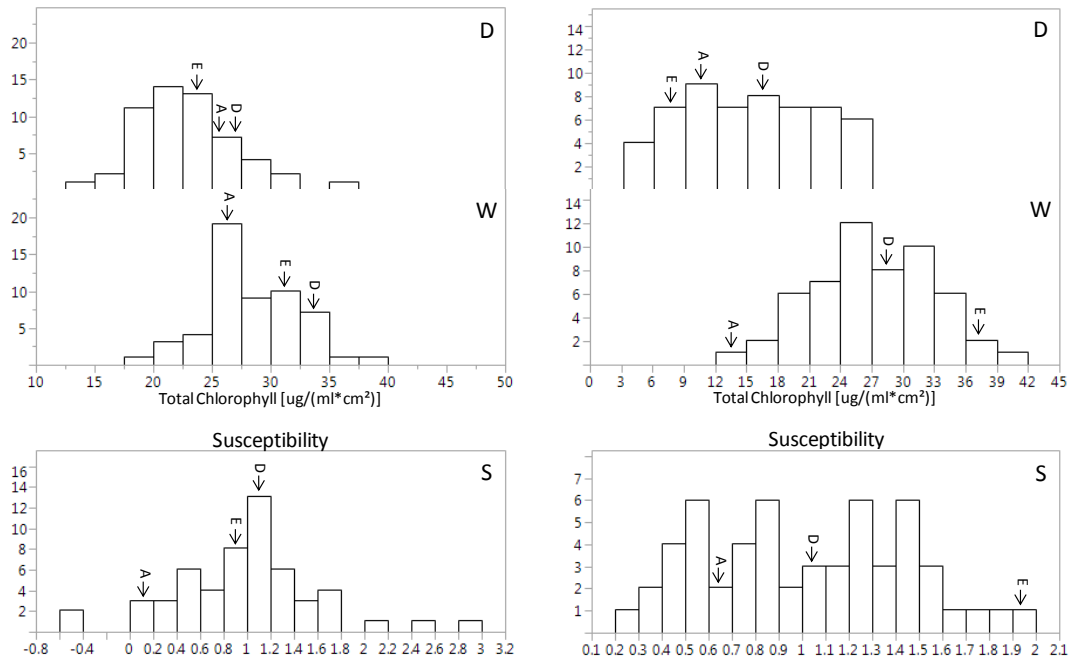 D
20
15
10
5
E
A
D
W
20
15
10
5
A
E
D
10 15 20 25 30 35 40 45 50
Total Chlorophyll [ug/(ml*cm²)]
D
14
12
10
8
6
4
2
E
A
D
W
14
12
10
8
6
4
2
A
D
E
0 3 6 9 12 15 18 21 24 27 30 33 36 39 42 45
Total Chlorophyll [ug/(ml*cm²)]
Susceptibility
S
16
14
12
10
8
6
4
2
A
E
D
-0.8 -0.4 0 0.2 0.4 0.6 0.8 1 1.2 1.4 1.6 1.8 2 2.2 2.4 2.6 2.8 3 3.2
Susceptibility
S
7
6
5
4
3
2
1
A
D
E
0.1 0.2 0.3 0.4 0.5 0.6 0.7 0.8 0.9 1 1.1 1.2 1.3 1.4 1.5 1.6 1.7 1.8 1.9 2 2.1